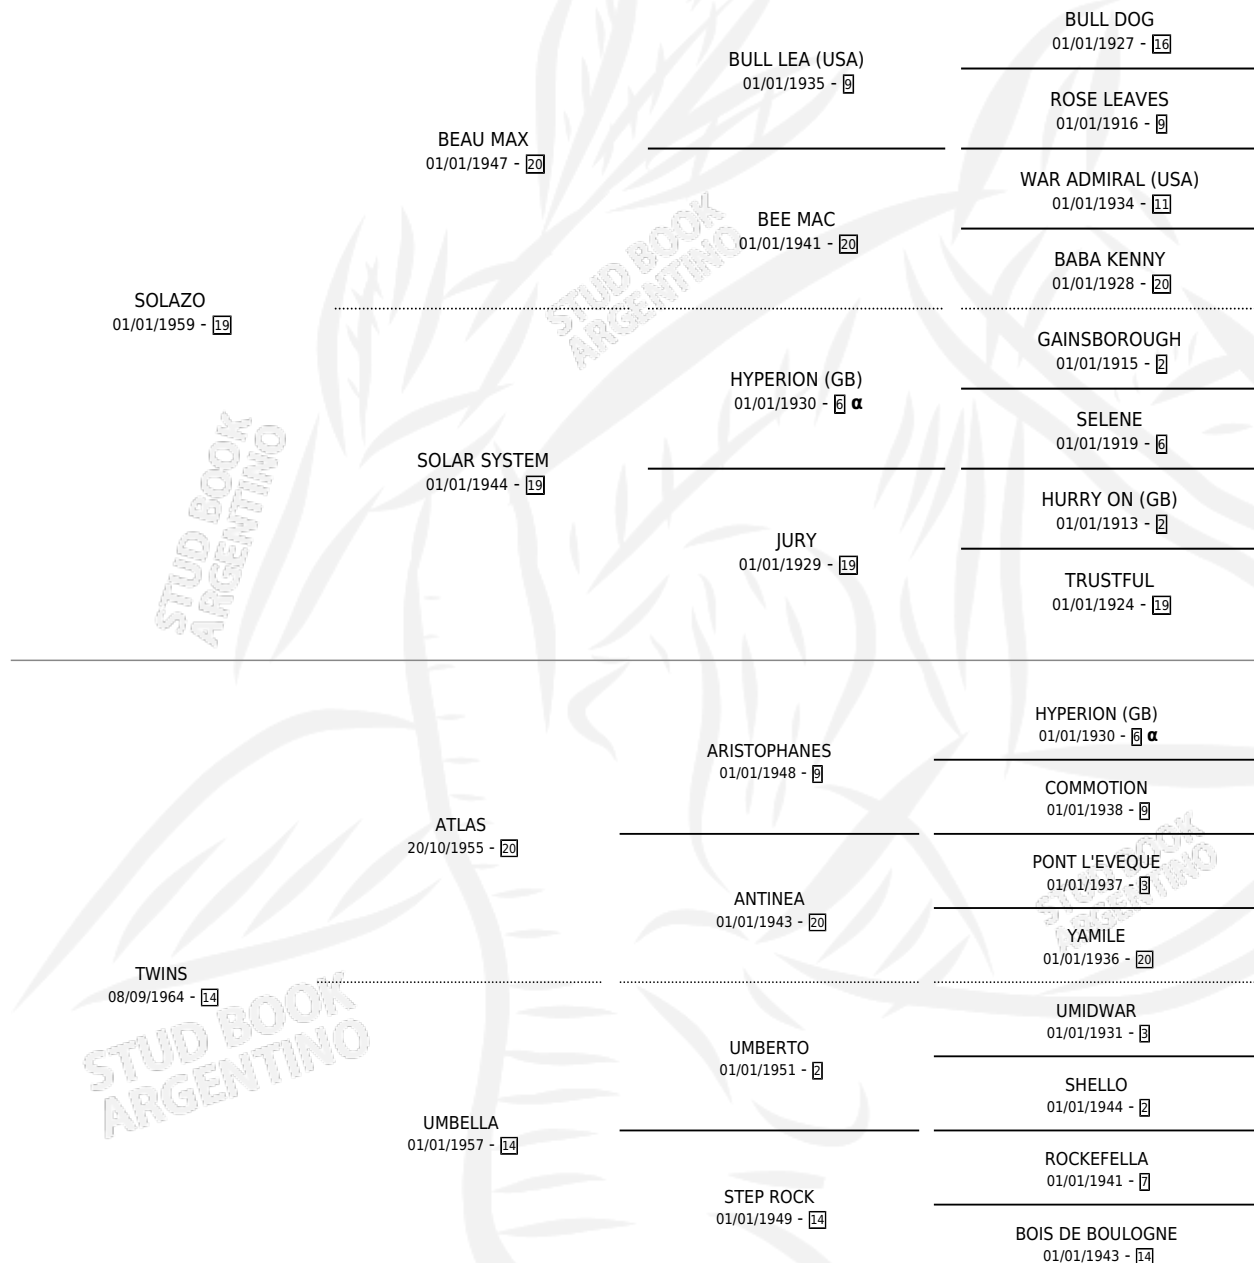 BULL DOG
01/01/1927 - 16
BULL LEA (USA)
01/01/1935 - 9
ROSE LEAVES
01/01/1916 - 9
BEAU MAX
01/01/1947 - 20
WAR ADMIRAL (USA)
01/01/1934 - 11
BEE MAC
01/01/1941 - 20
BABA KENNY
01/01/1928 - 20
SOLAZO
01/01/1959 - 19
STUD BOOK
ARGENTINO
GAINSBOROUGH
01/01/1915 - 2
HYPERION (GB)
01/01/1930 - 6 α
SELENE
01/01/1919 - 6
SOLAR SYSTEM
01/01/1944 - 19
HURRY ON (GB)
01/01/1913 - 2
JURY
01/01/1929 - 19
TRUSTFUL
01/01/1924 - 19
STUD BOOK
ARGENTINO
HYPERION (GB)
01/01/1930 - 6 α
ARISTOPHANES
01/01/1948 - 9
COMMOTION
01/01/1938 - 9
ATLAS
20/10/1955 - 20
PONT L'EVEQUE
01/01/1937 - 3
ANTINEA
01/01/1943 - 20
YAMILE
01/01/1936 - 20
STUD BOOK
ARGENTINO
TWINS
08/09/1964 - 14
UMIDWAR
01/01/1931 - 3
UMBERTO
01/01/1951 - 2
SHELLO
01/01/1944 - 2
UMBELLA
01/01/1957 - 14
ROCKEFELLA
01/01/1941 - 7
STEP ROCK
01/01/1949 - 14
BOIS DE BOULOGNE
01/01/1943 - 14
STUD BOOK
ARGENTINO